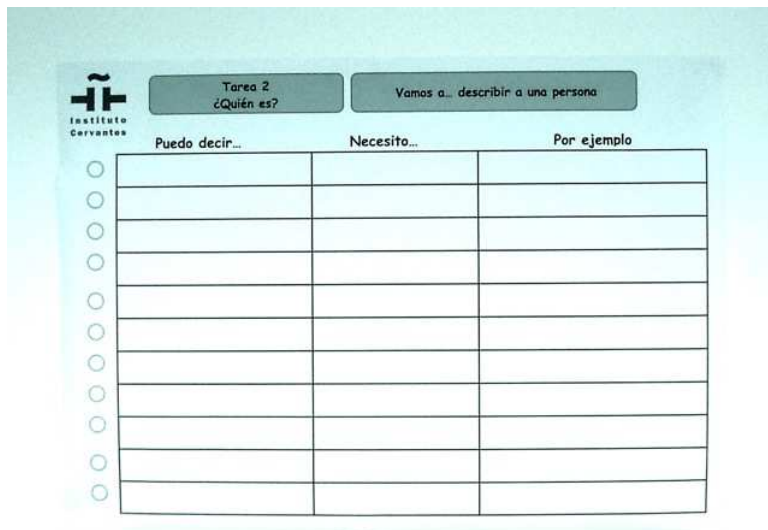 Tarea 2
¿Quién es?
Vamos a... describir a una persona
Instituto
Cervantes
Puedo decir...
Necesito...
Por ejemplo